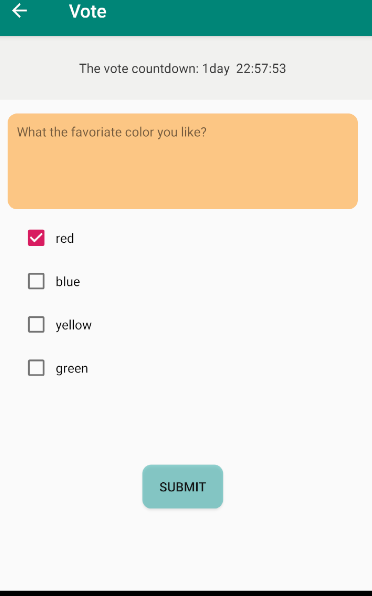 Vote
The vote countdown: 1day 22:57:53
What the favoriate color you like?
red
blue
yellow
green
SUBMIT